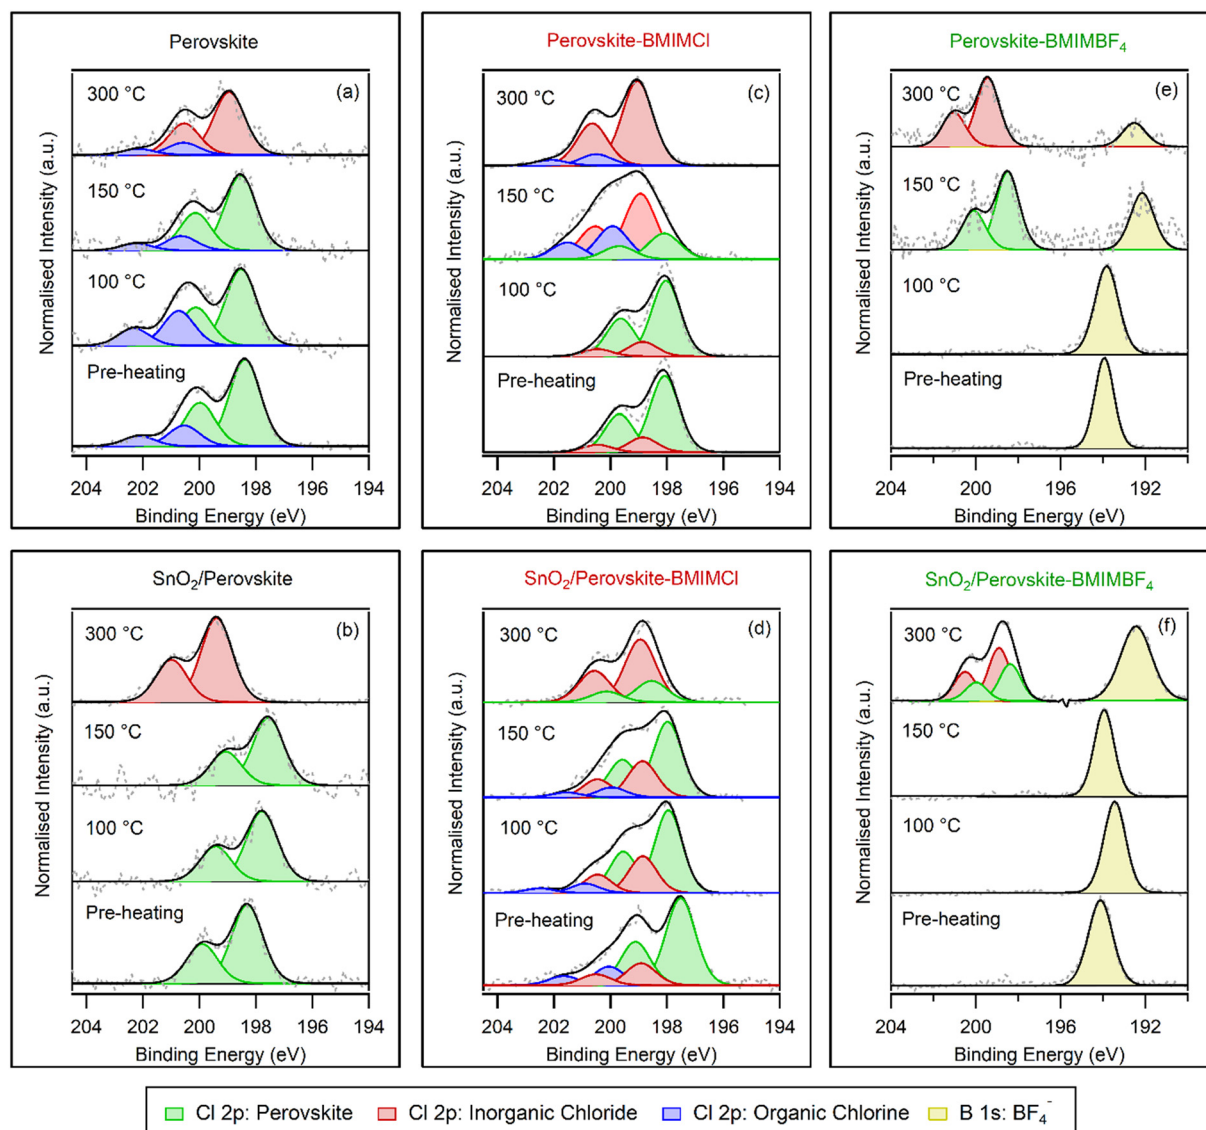 Perovskite
(a)
300 °C
150 °C
100 °C
Pre-heating
Normalised Intensity (a.u.)
204 202 200 198 196 194
Binding Energy (eV)
Perovskite-BMIMCl
(c)
300 °C
150 °C
100 °C
Pre-heating
Normalised Intensity (a.u.)
204 202 200 198 196 194
Binding Energy (eV)
Perovskite-BMIMBF4
(e)
300 °C
150 °C
100 °C
Pre-heating
Normalised Intensity (a.u.)
204 200 196 192
Binding Energy (eV)
SnO2/Perovskite
(b)
300 °C
150 °C
100 °C
Pre-heating
Normalised Intensity (a.u.)
204 202 200 198 196 194
Binding Energy (eV)
SnO2/Perovskite-BMIMCl
(d)
300 °C
150 °C
100 °C
Pre-heating
Normalised Intensity (a.u.)
204 202 200 198 196 194
Binding Energy (eV)
SnO2/Perovskite-BMIMBF4
(f)
300 °C
150 °C
100 °C
Pre-heating
Normalised Intensity (a.u.)
204 200 196 192
Binding Energy (eV)
Cl 2p: Perovskite Cl 2p: Inorganic Chloride Cl 2p: Organic Chlorine B 1s: BF4-